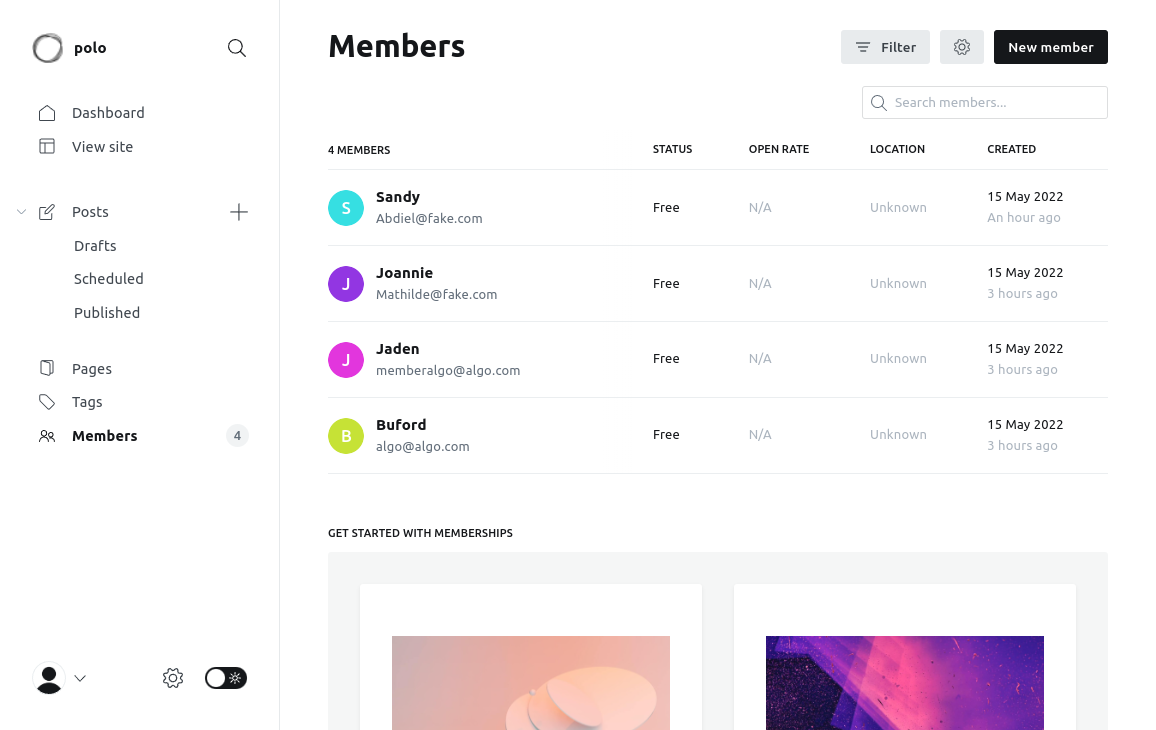 polo
Dashboard
View site
Posts
Drafts
Scheduled
Published
Pages
Tags
Members 4
Members
Filter
New member
Search members...
4 MEMBERS STATUS OPEN RATE LOCATION CREATED
Sandy
Abdiel@fake.com
Free N/A Unknown
15 May 2022
An hour ago
Joannie
Mathilde@fake.com
Free N/A Unknown
15 May 2022
3 hours ago
Jaden
memberalgo@algo.com
Free N/A Unknown
15 May 2022
3 hours ago
Buford
algo@algo.com
Free N/A Unknown
15 May 2022
3 hours ago
S
J
J
B
GET STARTED WITH MEMBERSHIPS